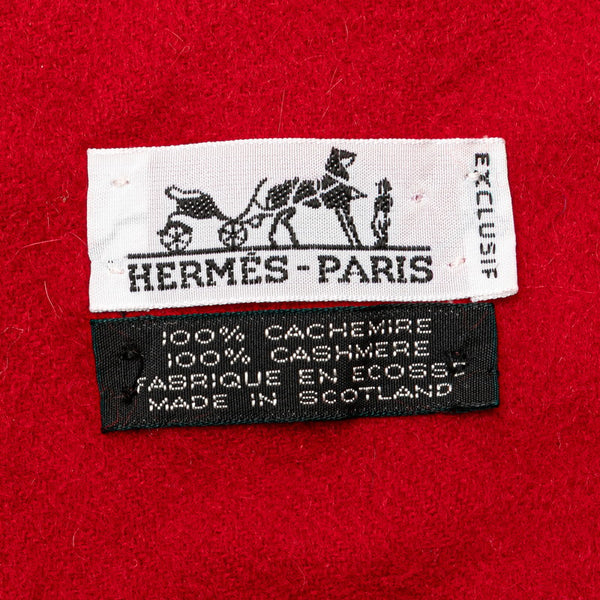 HERMÈS-PARIS
EXCLUSIF
100% CACHEMIRE
100% CASHMERE
FABRIQUE EN ECOSSE
MADE IN SCOTLAND